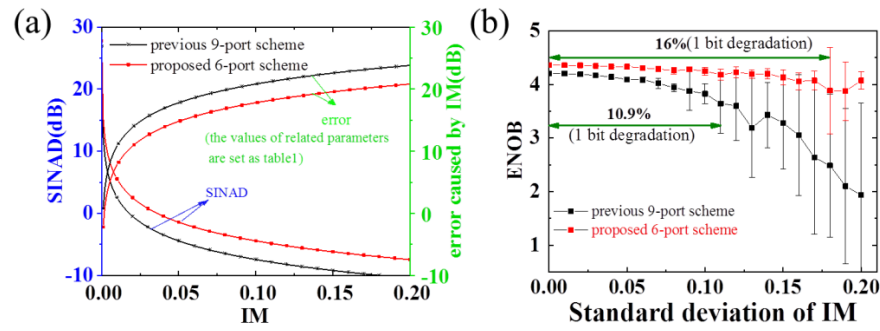 (a)
previous 9-port scheme
proposed 6-port scheme
error
(the values of related parameters
are set as table1)
SINAD
SINAD(dB)
30
20
10
0
-10
error caused by IM(dB)
30
20
10
0
-10
0.00 0.05 0.10 0.15 0.20
IM
(b)
16%(1 bit degradation)
10.9%
(1 bit degradation)
previous 9-port scheme
proposed 6-port scheme
ENOB
5
4
3
2
1
0.00 0.05 0.10 0.15 0.20
Standard deviation of IM